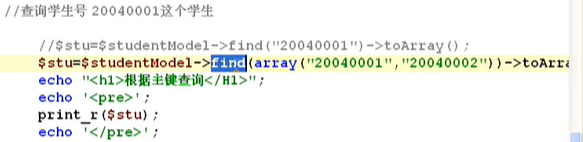 //查询学生号 20040001这个学生
//$stu=$studentModel->find("20040001")->toArray();
$stu=$studentModel->find(array("20040001","20040002"))->toArra
echo "<h1>根据主键查询</H1>";
echo '<pre>';
print_r($stu);
echo '</pre>';